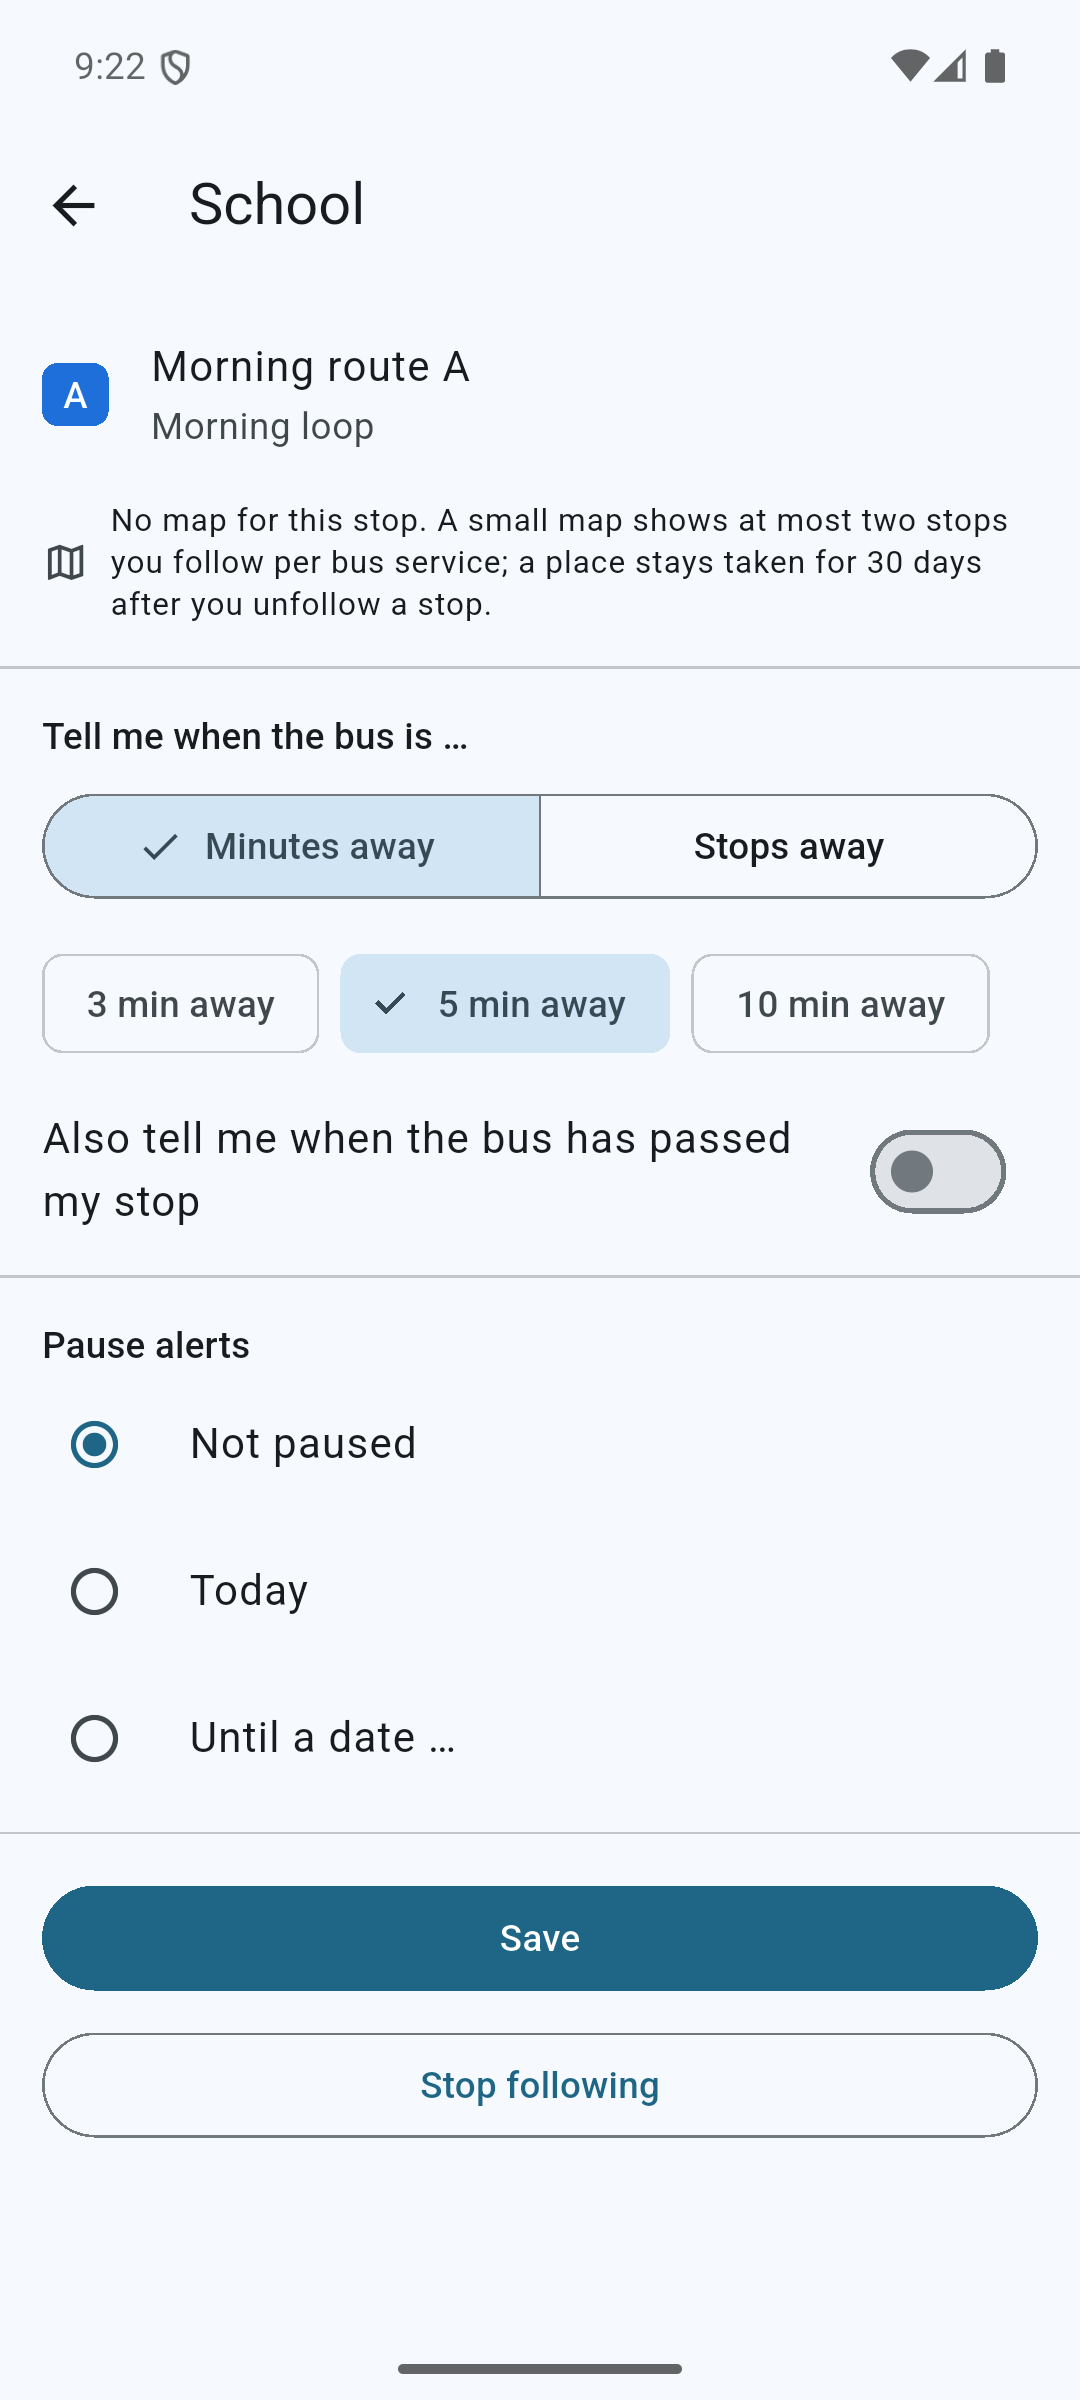 9:22
School
A
Morning route A
Morning loop
No map for this stop. A small map shows at most two stops
you follow per bus service; a place stays taken for 30 days
after you unfollow a stop.
Tell me when the bus is …
Minutes away
Stops away
3 min away
5 min away
10 min away
Also tell me when the bus has passed
my stop
Pause alerts
Not paused
Today
Until a date …
Save
Stop following